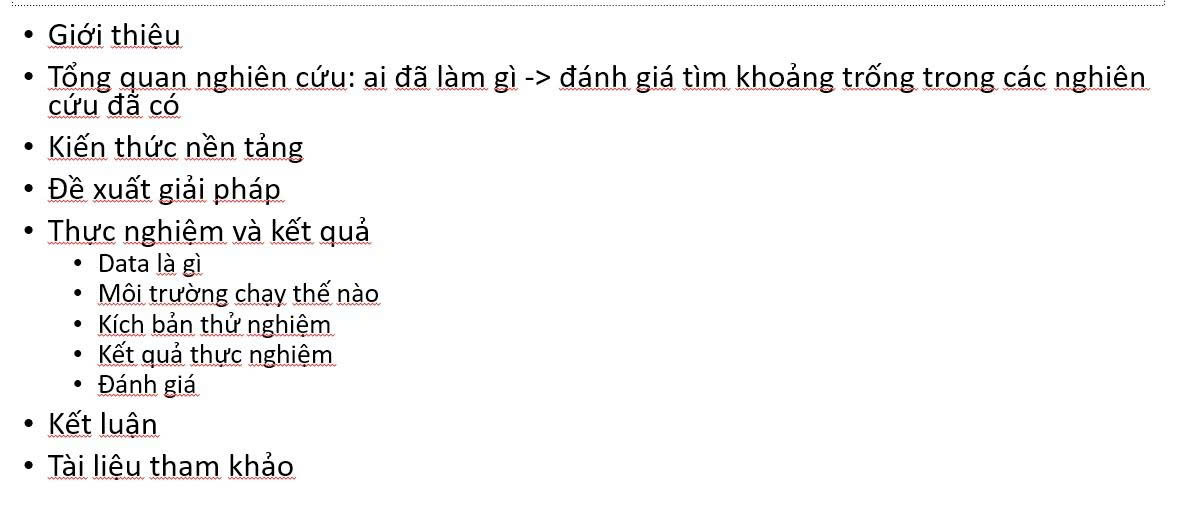 • Giới thiệu
• Tổng quan nghiên cứu: ai đã làm gì -> đánh giá tìm khoảng trống trong các nghiên
cứu đã có
• Kiến thức nền tảng
• Đề xuất giải pháp
• Thực nghiệm và kết quả
• Data là gì
• Môi trường chạy thế nào
• Kích bản thử nghiệm
• Kết quả thực nghiệm
• Đánh giá
• Kết luận
• Tài liệu tham khảo